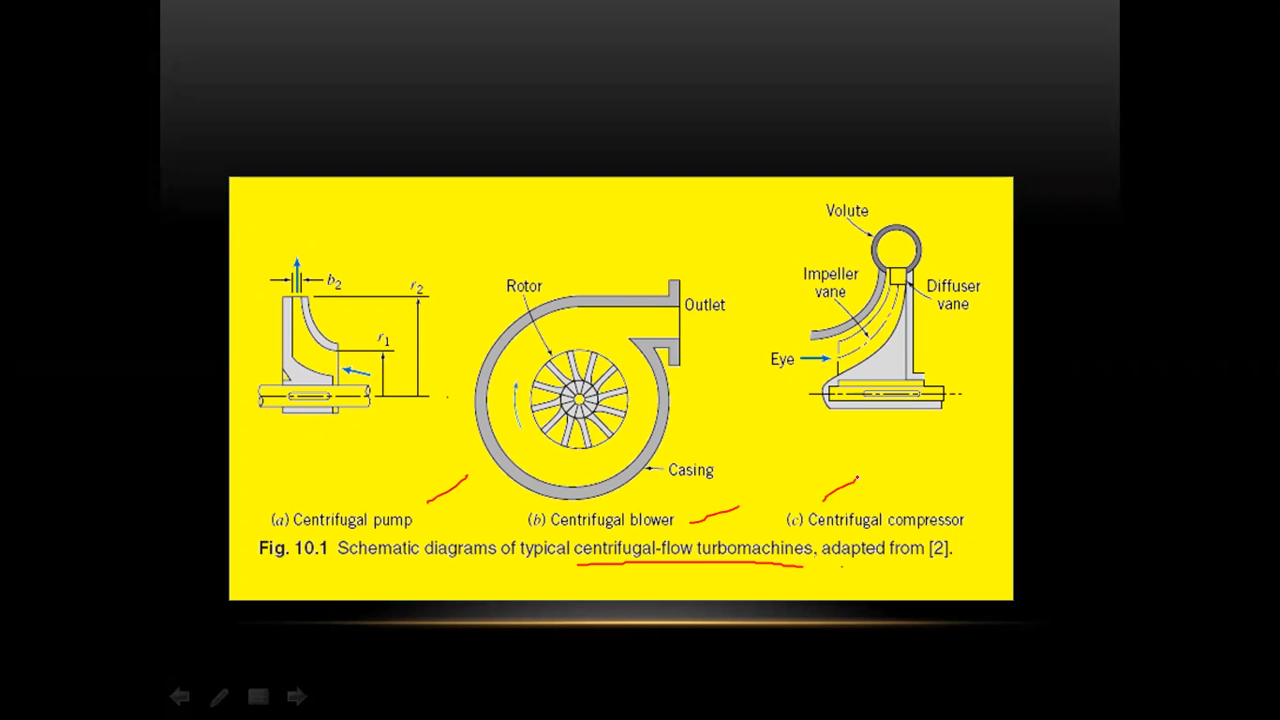 Volute
Impeller
vane
Diffuser
vane
Eye
b2
r2
r1
Rotor
Outlet
Casing
(a) Centrifugal pump
(b) Centrifugal blower
(c) Centrifugal compressor
Fig. 10.1 Schematic diagrams of typical centrifugal-flow turbomachines, adapted from [2].